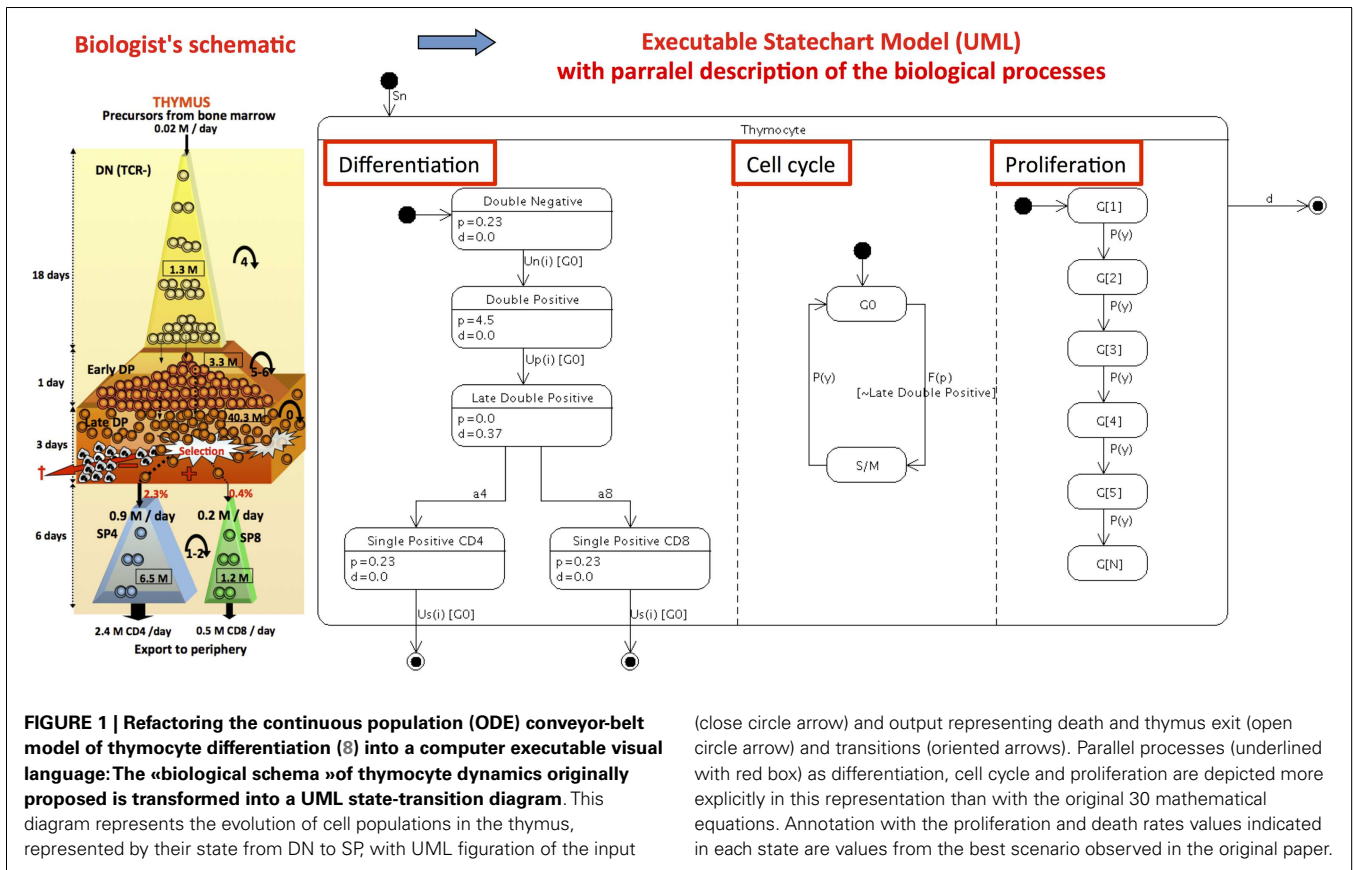 Biologist's schematic
Executable Statechart Model (UML)
with parralel description of the biological processes
THYMUS
Precursors from bone marrow
0.02 M / day
DN (TCR-)
18 days
1.3 M
4
Early DP
3.3 M
5-6
1 day
Late DP
40.3 M
0
3 days
Selection
†
2.3%
0.4%
0.9 M / day
0.2 M / day
SP4
SP8
6 days
1-2
6.5 M
1.2 M
2.4 M CD4 /day
0.5 M CD8 / day
Export to periphery
Sn
Thymocyte
Differentiation
Double Negative
p=0.23
d=0.0
Un(i) [G0]
Double Positive
p=4.5
d=0.0
Up(i) [G0]
Late Double Positive
p=0.0
d=0.37
a4
a8
Single Positive CD4
p=0.23
d=0.0
Single Positive CD8
p=0.23
d=0.0
Us(i) [G0]
Us(i) [G0]
Cell cycle
G0
P(y)
F(p)
[~Late Double Positive]
S/M
Proliferation
G[1]
P(y)
G[2]
P(y)
G[3]
P(y)
G[4]
P(y)
G[5]
P(y)
G[N]
d
FIGURE 1 | Refactoring the continuous population (ODE) conveyor-belt
model of thymocyte differentiation (8) into a computer executable visual
language: The «biological schema »of thymocyte dynamics originally
proposed is transformed into a UML state-transition diagram. This
diagram represents the evolution of cell populations in the thymus,
represented by their state from DN to SP, with UML figuration of the input
(close circle arrow) and output representing death and thymus exit (open
circle arrow) and transitions (oriented arrows). Parallel processes (underlined
with red box) as differentiation, cell cycle and proliferation are depicted more
explicitly in this representation than with the original 30 mathematical
equations. Annotation with the proliferation and death rates values indicated
in each state are values from the best scenario observed in the original paper.